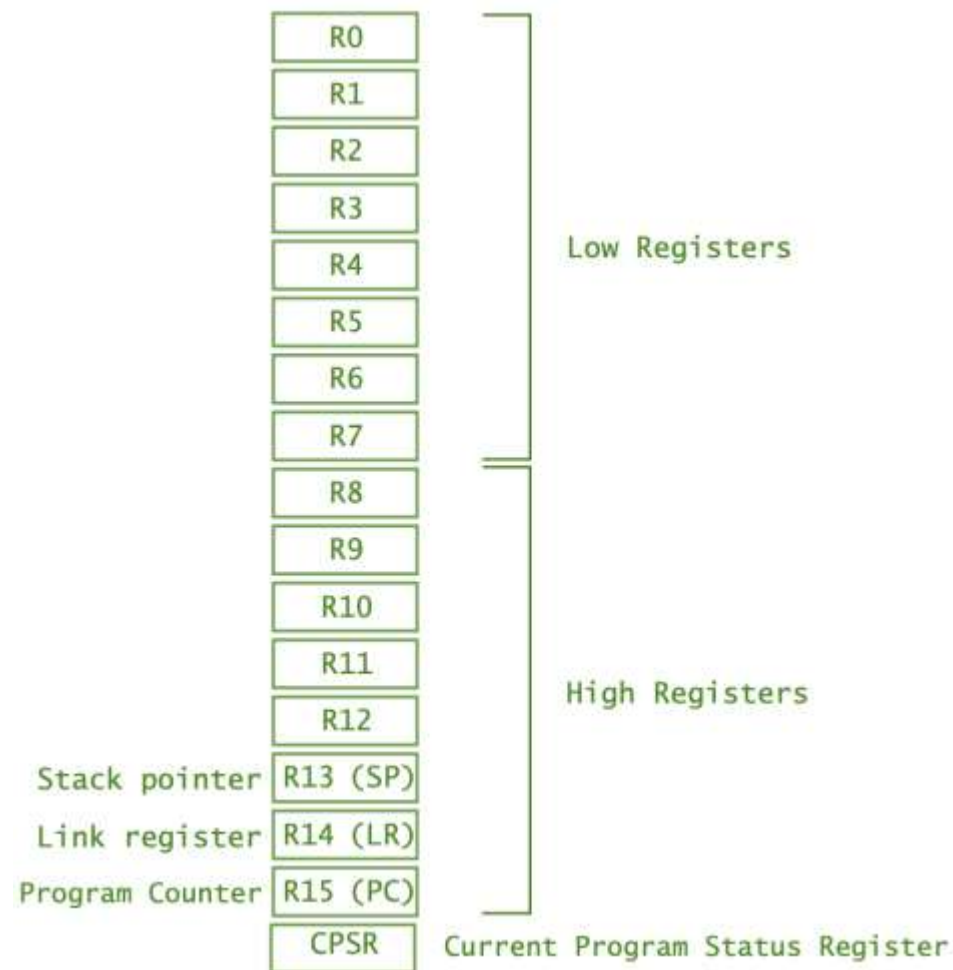 R0
R1
R2
R3
R4
Low Registers
R5
R6
R7
R8
R9
R10
R11
High Registers
R12
Stack pointer R13 (SP)
Link register R14 (LR)
Program Counter R15 (PC)
CPSR Current Program Status Register